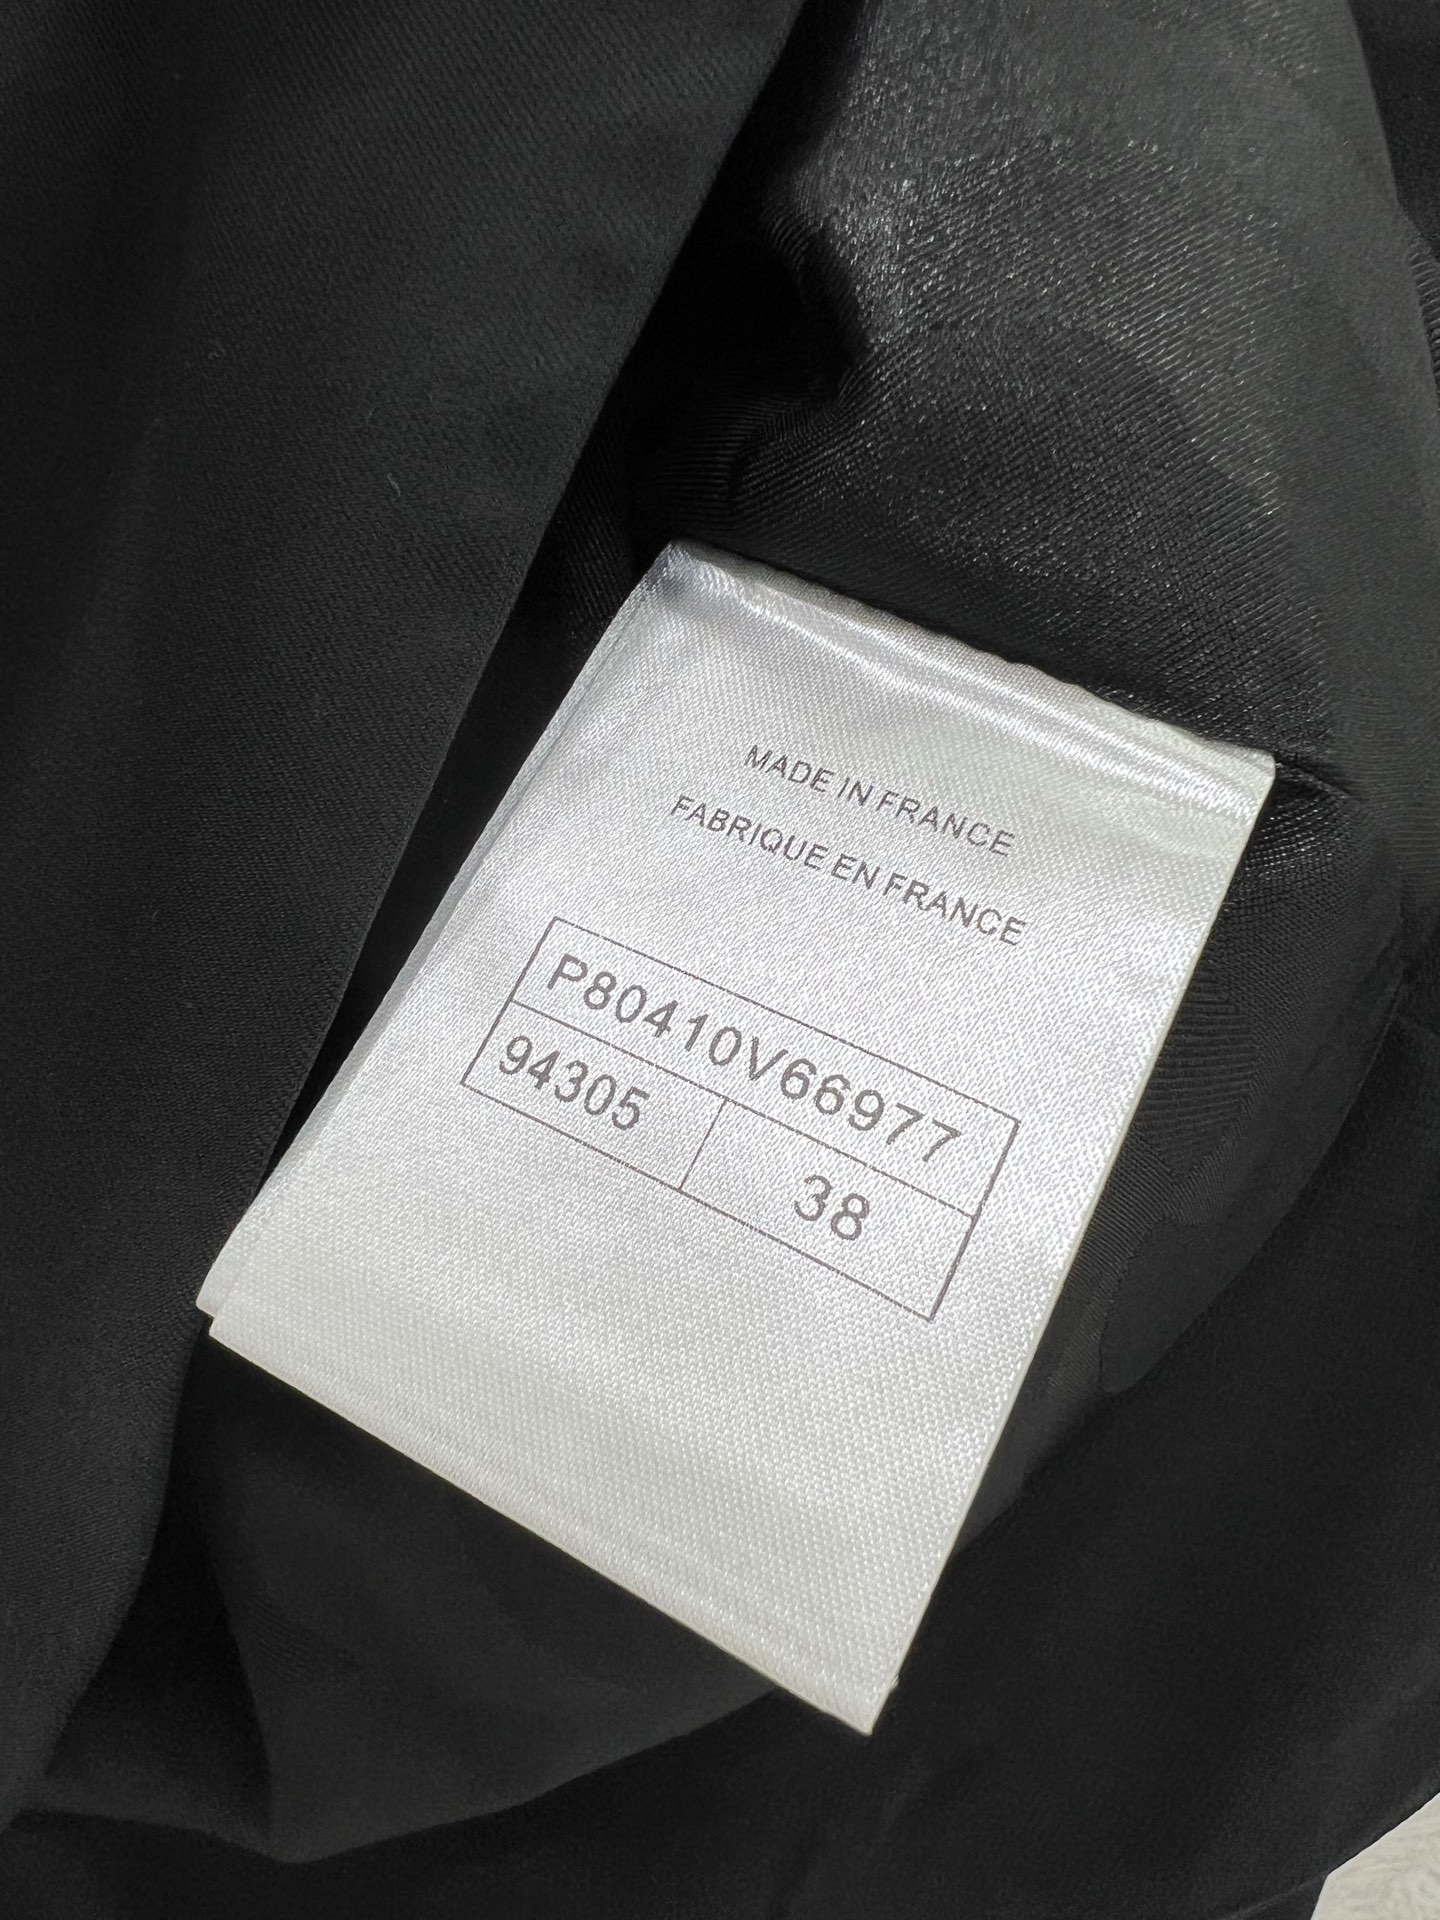 MADE IN FRANCE
FABRIQUE EN FRANCE
P80410V66977
94305 38